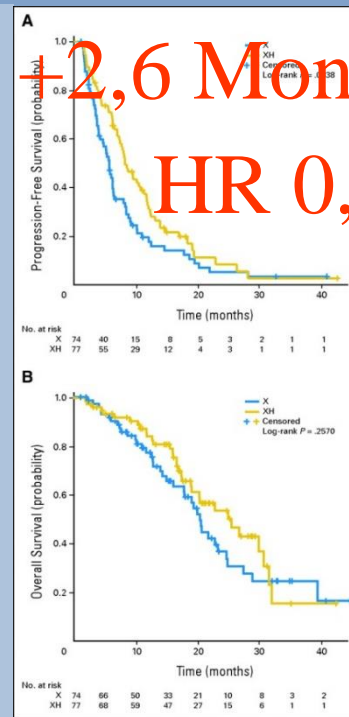 A
+2,6 Mon
HR 0,
Progression-Free Survival (probability)
1.0
0.8
0.6
0.4
0.2
X
XH
Censored
Log-rank
0 10 20 30 40
Time (months)
No. at risk
X 74 40 15 8 5 3 2 1 1
XH 77 55 29 12 4 3 1 1 1
B
Overall Survival (probability)
1.0
0.8
0.6
0.4
0.2
X
XH
Censored
Log-rank P = .2570
0 10 20 30 40
Time (months)
No. at risk
X 74 66 50 33 21 10 8 3 2
XH 77 68 59 47 27 15 6 1 1